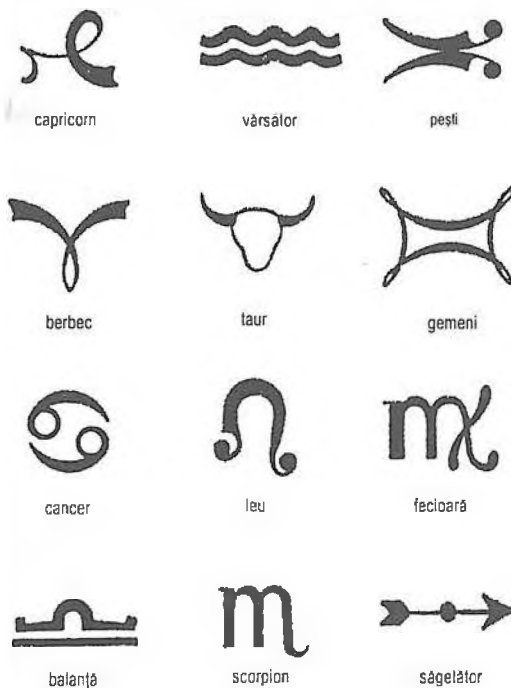 capricorn vărsător pești
berbec taur gemeni
cancer leu fecioară
balanță scorpion săgetător